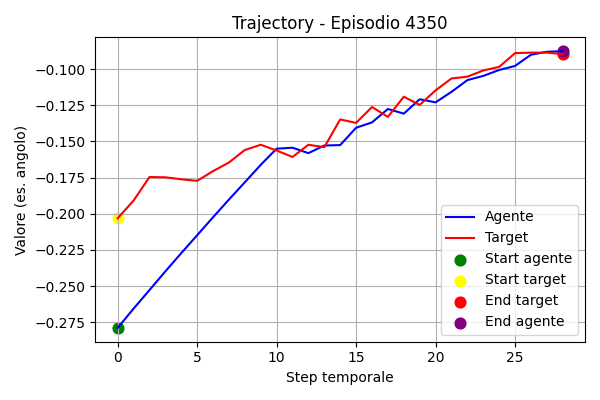 Trajectory - Episodio 4350
Valore (es. angolo)
−0.100
−0.125
−0.150
−0.175
−0.200
−0.225
−0.250
−0.275
0 5 10 15 20 25
Step temporale
Agente
Target
Start agente
Start target
End target
End agente